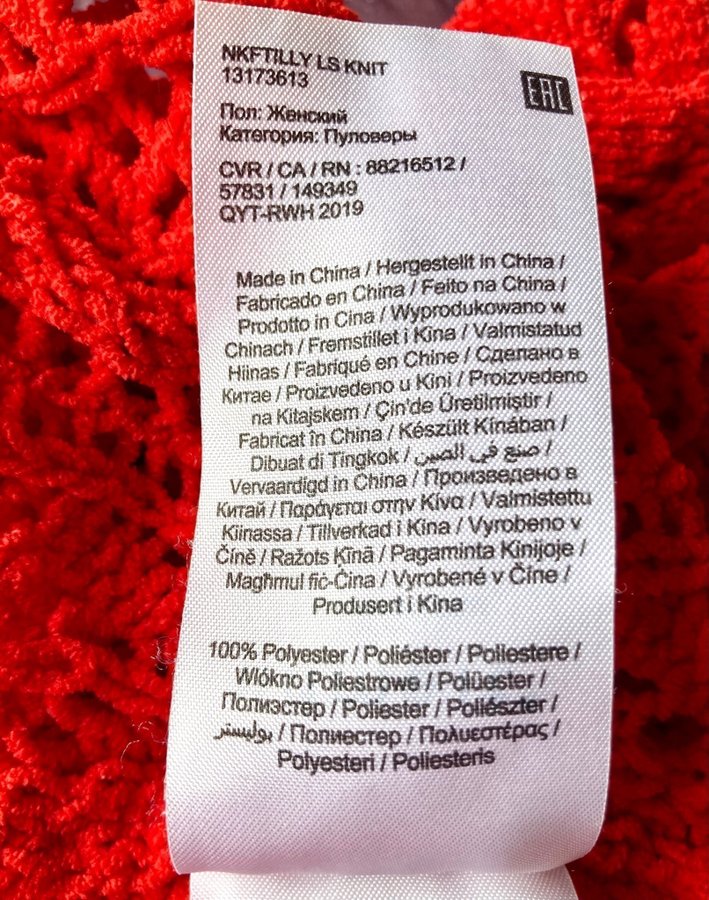 NKFTILLY LS KNIT
13173613
EAC
Пол: Женский
Категория: Пуловеры
CVR / CA / RN : 88216512 /
57831 / 149349
QYT-RWH 2019
Made in China / Hergestellt in China /
Fabricado en China / Feito na China /
Prodotto in Cina / Wyprodukowano w
Chinach / Fremstillet i Kina / Valmistatud
Hiinas / Fabriqué en Chine / Сделано в
Китае / Proizvedeno u Kini / Proizvedeno
na Kitajskem / Çin'de Üretilmiştir /
Fabricat în China / Készült Kínában /
Dibuat di Tingkok / صنع في الصين /
Vervaardigd in China / Произведено в
Китай / Παράγεται στην Κίνα / Valmistettu
Kiinassa / Tillverkad i Kina / Vyrobeno v
Číně / Ražots Ķīnā / Pagaminta Kinijoje /
Magħmul fiċ-Ċina / Vyrobené v Číne /
Produsert i Kina
100% Polyester / Poliéster / Poliestere /
Włókno Poliestrowe / Polüester /
Полиэстер / Poliester / Poliészter /
بوليستر / Полиестер / Πολυεστέρας /
Polyesteri / Poliesteris